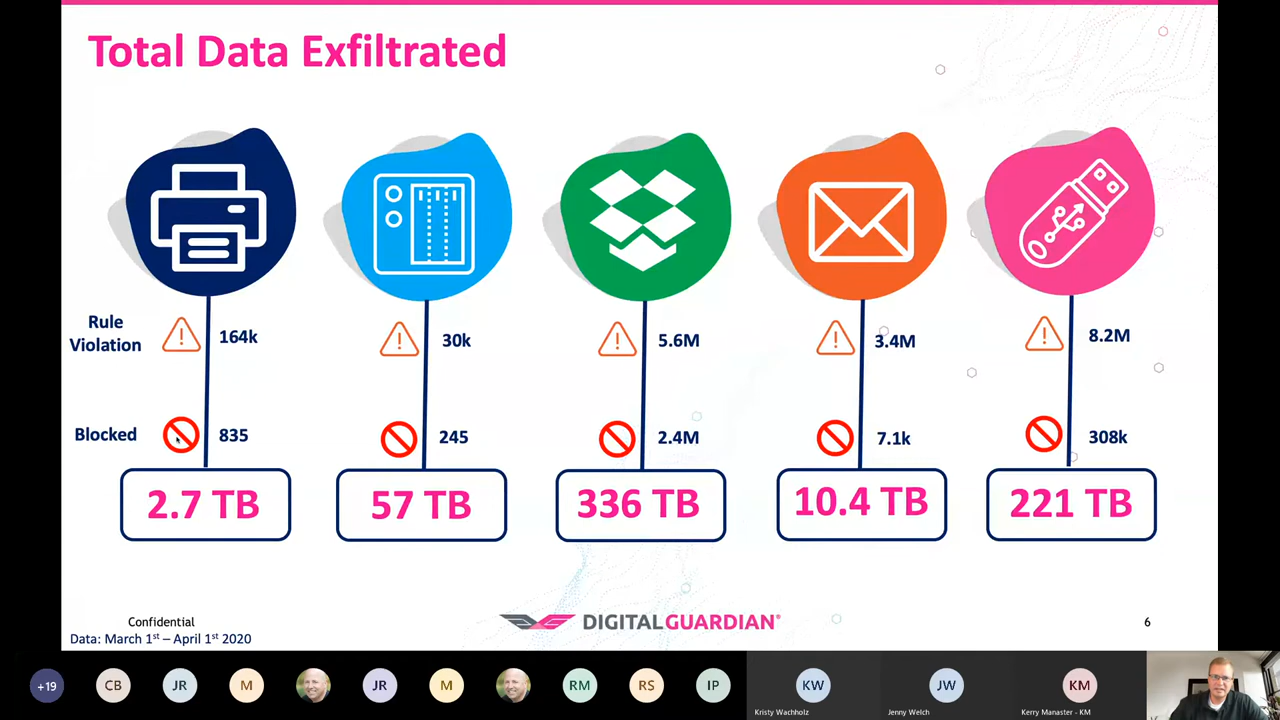 Total Data Exfiltrated
Rule
Violation
164k
30k
5.6M
3.4M
8.2M
Blocked
835
245
2.4M
7.1k
308k
2.7 TB
57 TB
336 TB
10.4 TB
221 TB
Confidential
Data: March 1st – April 1st 2020
DIGITALGUARDIAN®
6
+19
CB
JR
M
JR
M
RM
RS
IP
KW
JW
KM
Kristy Wachholz
Jenny Welch
Kerry Manaster - KM